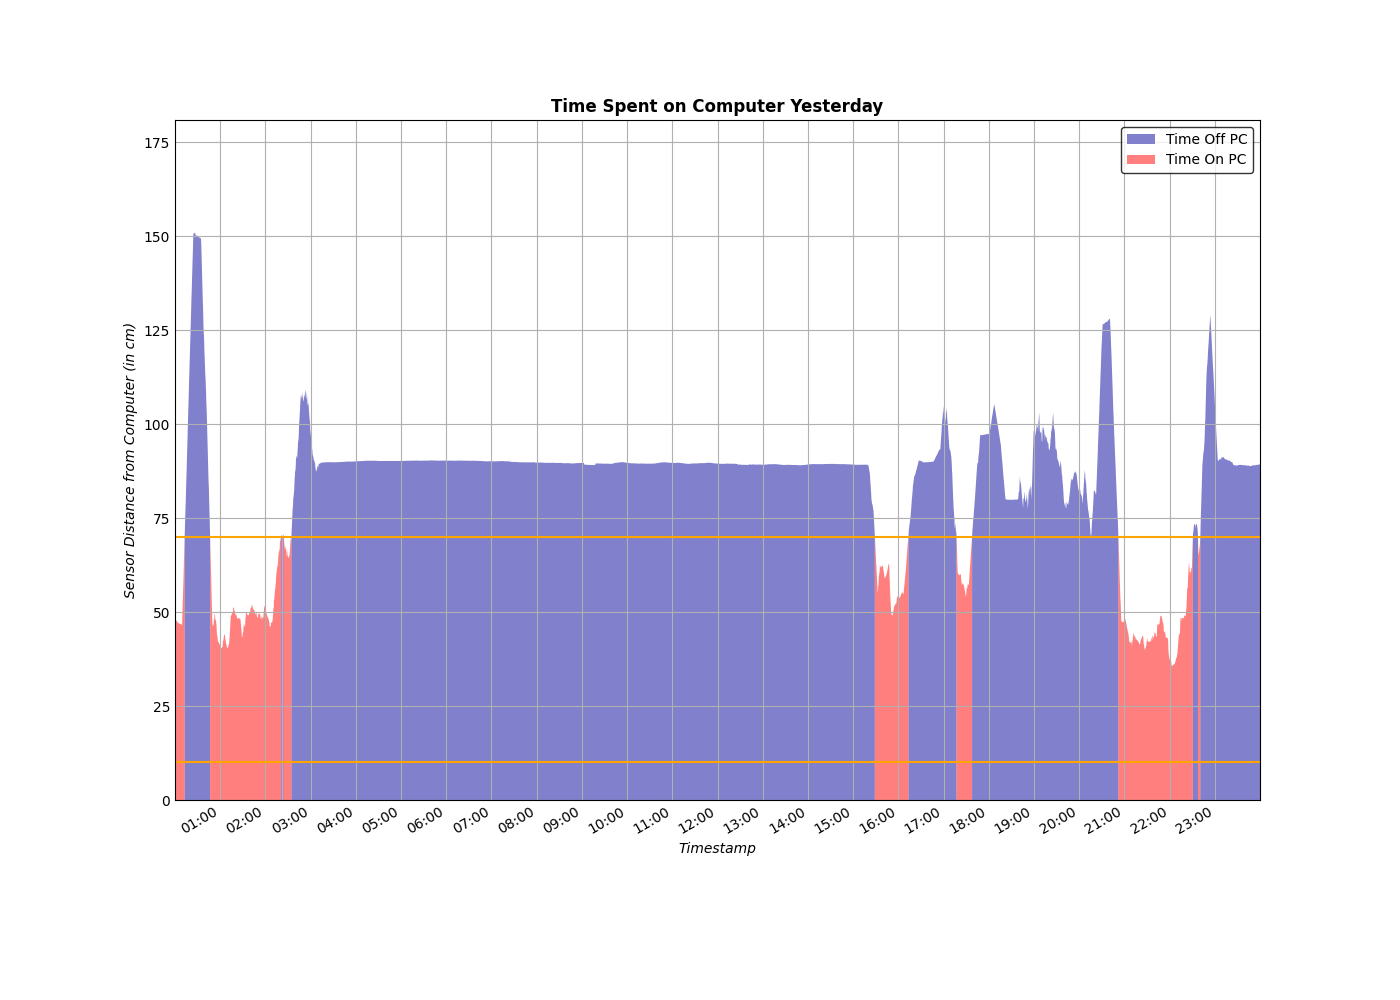 Time Spent on Computer Yesterday
Time Off PC
Time On PC
175
150
125
100
75
50
25
0
Sensor Distance from Computer (in cm)
01:00 02:00 03:00 04:00 05:00 06:00 07:00 08:00 09:00 10:00 11:00 12:00 13:00 14:00 15:00 16:00 17:00 18:00 19:00 20:00 21:00 22:00 23:00
Timestamp